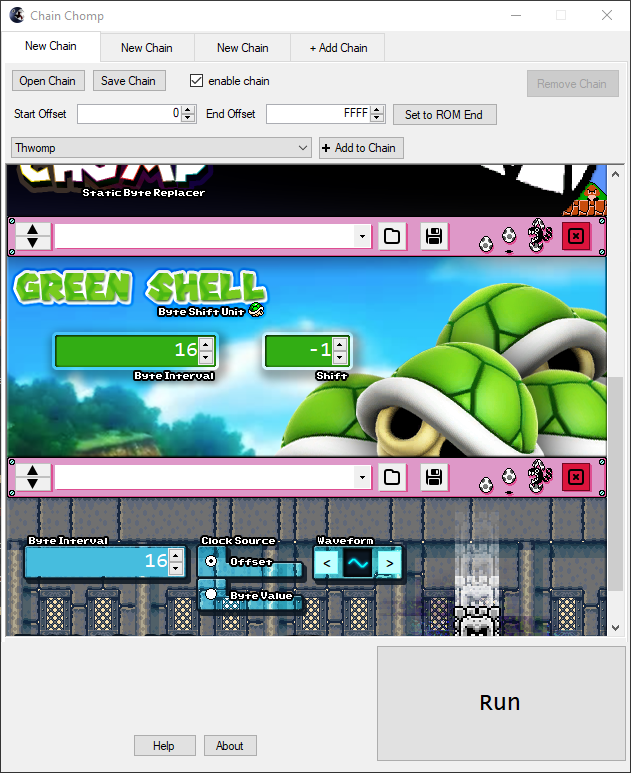 Chain Chomp
New Chain New Chain New Chain + Add Chain
Open Chain Save Chain enable chain Remove Chain
Start Offset 0 End Offset FFFF Set to ROM End
Thwomp + Add to Chain
CHOMP
Static Byte Replacer
GREEN SHELL
Byte Shift Unit
16 -1
Byte Interval Shift
Byte Interval Clock Source Waveform
16 Offset < >
Byte Value
Run
Help About